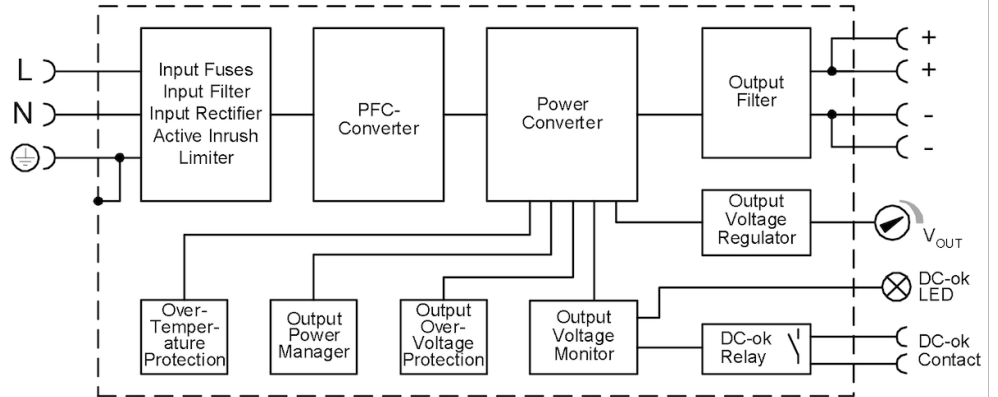 L
N
Input Fuses
Input Filter
Input Rectifier
Active Inrush
Limiter
PFC-
Converter
Power
Converter
Output
Filter
+
+
-
-
Output
Voltage
Regulator
VOUT
Over-
Temper-
ature
Protection
Output
Power
Manager
Output
Over-
Voltage
Protection
Output
Voltage
Monitor
DC-ok
Relay
DC-ok
LED
DC-ok
Contact